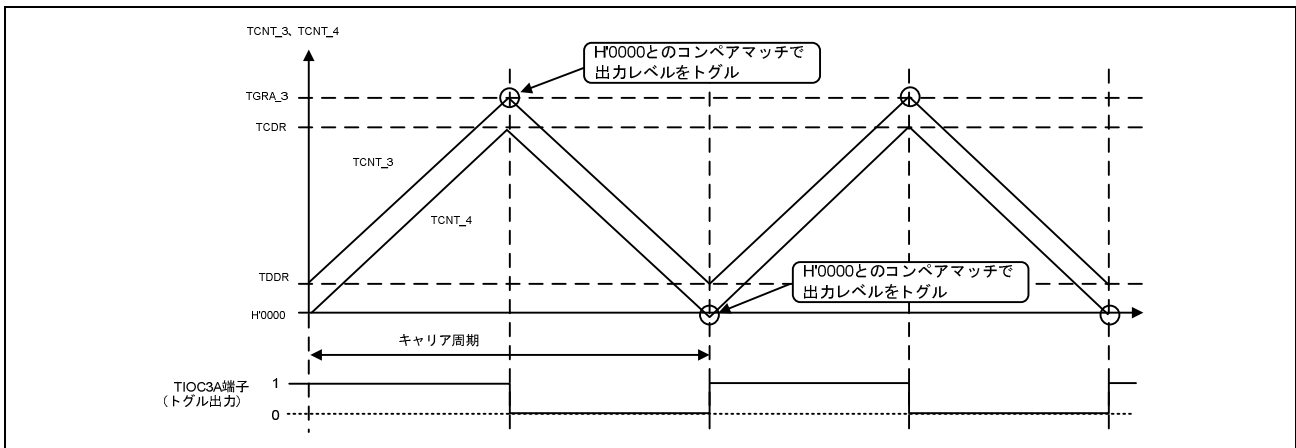 TCNT_3、TCNT_4
H'0000とのコンペアマッチで
出力レベルをトグル
TGRA_3
TCDR
TCNT_3
TCNT_4
TDDR
H'0000とのコンペアマッチで
出力レベルをトグル
H'0000
キャリア周期
TIOC3A端子
(トグル出力)
1
0